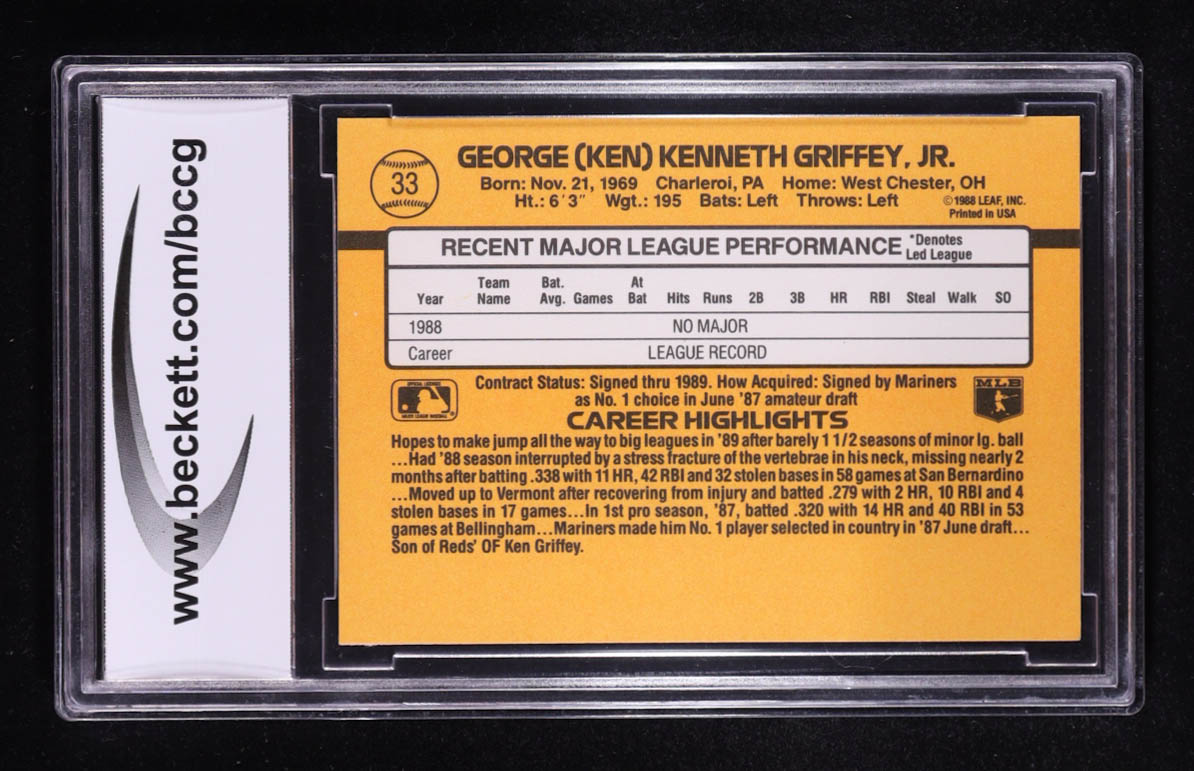 www.beckett.com/bccg
33
GEORGE (KEN) KENNETH GRIFFEY, JR.
Born: Nov. 21, 1969 Charleroi, PA Home: West Chester, OH
Ht.: 6'3" Wgt.: 195 Bats: Left Throws: Left
©1988 LEAF, INC.
Printed in USA
RECENT MAJOR LEAGUE PERFORMANCE *Denotes
Led League
Year Team Name Bat. Avg. Games At Bat Hits Runs 2B 3B HR RBI Steal Walk SO
1988 NO MAJOR
Career LEAGUE RECORD
OFFICIAL LICENSEE
MAJOR LEAGUE BASEBALL
Contract Status: Signed thru 1989. How Acquired: Signed by Mariners
as No. 1 choice in June '87 amateur draft
MLB
CAREER HIGHLIGHTS
Hopes to make jump all the way to big leagues in '89 after barely 1 1/2 seasons of minor lg. ball
...Had '88 season interrupted by a stress fracture of the vertebrae in his neck, missing nearly 2
months after batting .338 with 11 HR, 42 RBI and 32 stolen bases in 58 games at San Bernardino
...Moved up to Vermont after recovering from injury and batted .279 with 2 HR, 10 RBI and 4
stolen bases in 17 games...In 1st pro season, '87, batted .320 with 14 HR and 40 RBI in 53
games at Bellingham...Mariners made him No. 1 player selected in country in '87 June draft...
Son of Reds' OF Ken Griffey.